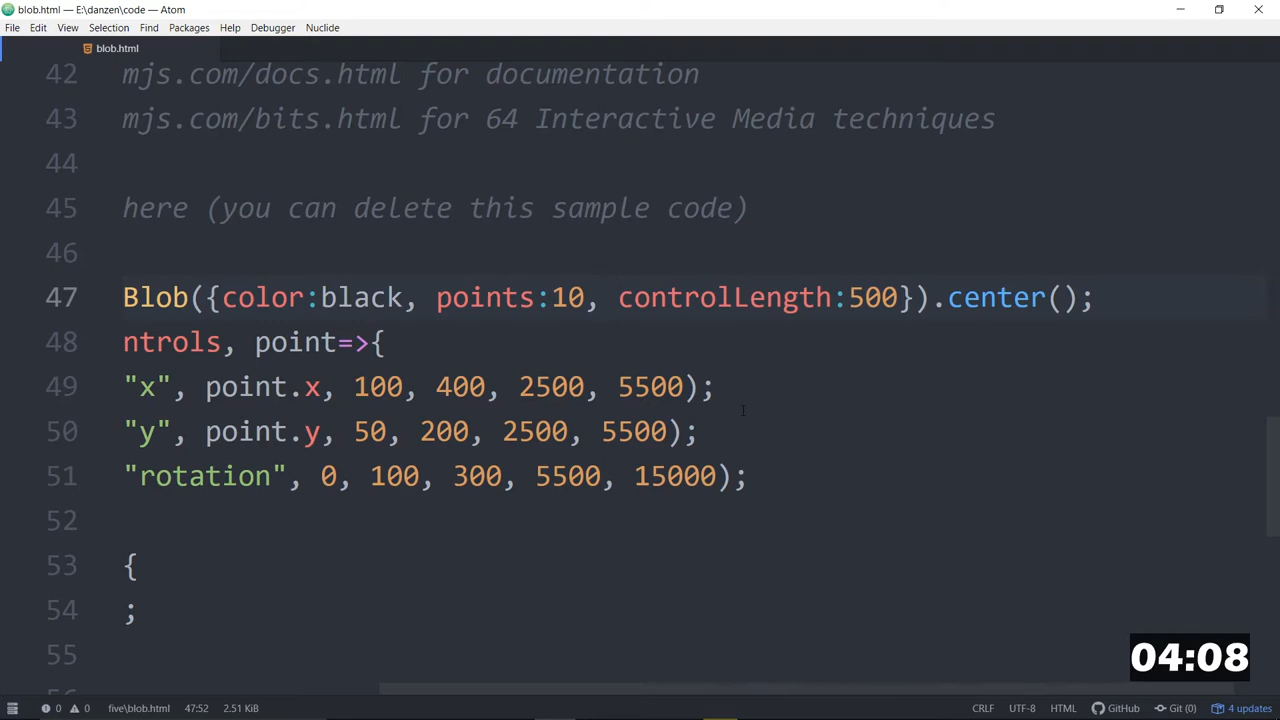 blob.html — E:\danzen\code — Atom
File Edit View Selection Find Packages Help Debugger Nuclide
blob.html
42 mjs.com/docs.html for documentation
43 mjs.com/bits.html for 64 Interactive Media techniques
44
45 here (you can delete this sample code)
46
47 Blob({color:black, points:10, controlLength:500}).center();
48 ntrols, point=>{
49 "x", point.x, 100, 400, 2500, 5500);
50 "y", point.y, 50, 200, 2500, 5500);
51 "rotation", 0, 100, 300, 5500, 15000);
52
53 {
54 ;
55
04:08
0 0 five\blob.html 47:52 2.51 KiB CRLF UTF-8 HTML GitHub Git (0) 4 updates